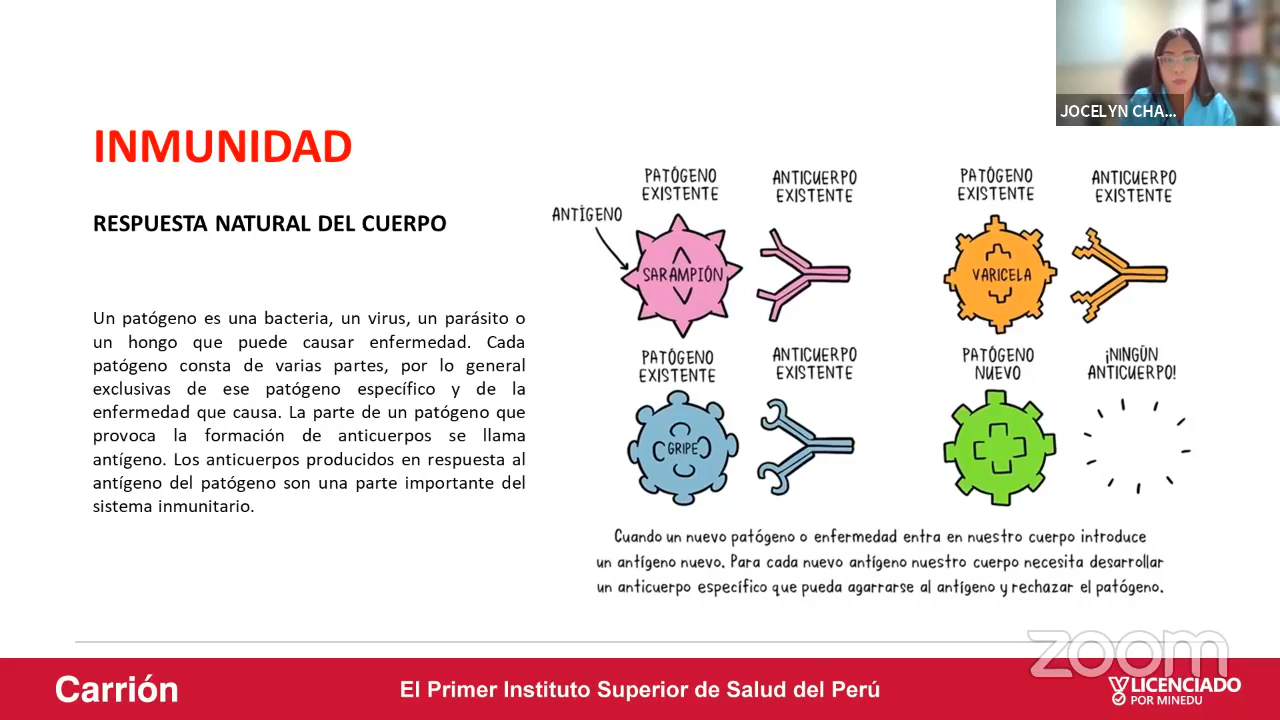 JOCELYN CHA...
INMUNIDAD
RESPUESTA NATURAL DEL CUERPO
Un patógeno es una bacteria, un virus, un parásito o
un hongo que puede causar enfermedad. Cada
patógeno consta de varias partes, por lo general
exclusivas de ese patógeno específico y de la
enfermedad que causa. La parte de un patógeno que
provoca la formación de anticuerpos se llama
antígeno. Los anticuerpos producidos en respuesta al
antígeno del patógeno son una parte importante del
sistema inmunitario.
ANTÍGENO
PATÓGENO
EXISTENTE
ANTICUERPO
EXISTENTE
SARAMPIÓN
PATÓGENO
EXISTENTE
ANTICUERPO
EXISTENTE
VARICELA
PATÓGENO
EXISTENTE
ANTICUERPO
EXISTENTE
GRIPE
PATÓGENO
NUEVO
¡NINGÚN
ANTICUERPO!
Cuando un nuevo patógeno o enfermedad entra en nuestro cuerpo introduce
un antígeno nuevo. Para cada nuevo antígeno nuestro cuerpo necesita desarrollar
un anticuerpo específico que pueda agarrarse al antígeno y rechazar el patógeno.
zoom
Carrión
El Primer Instituto Superior de Salud del Perú
LICENCIADO
POR MINEDU